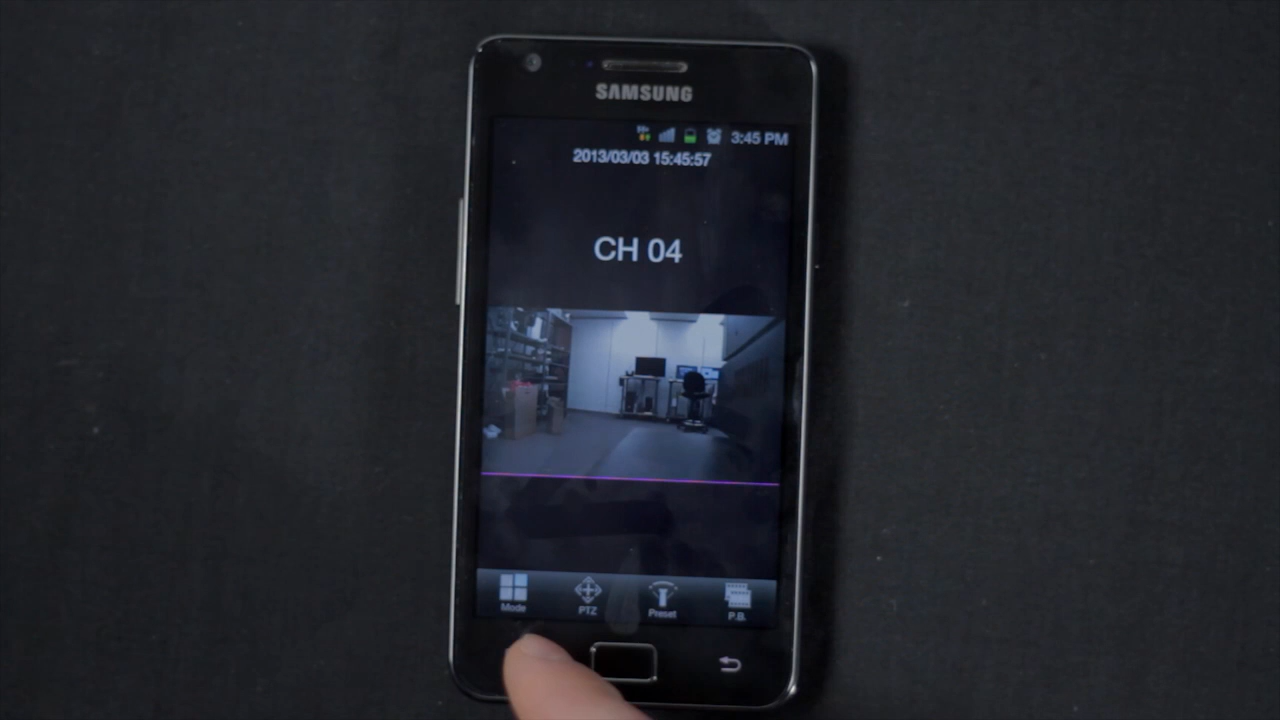 SAMSUNG
3:45 PM
2013/03/03 15:45:57
CH 04
Mode
PTZ
Preset
P.B.